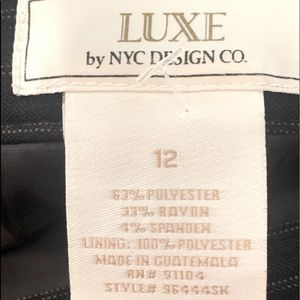 LUXE
by NYC DESIGN CO.
12
63% POLYESTER
33% RAYON
4% SPANDEX
LINING: 100% POLYESTER
MADE IN GUATEMALA
RN# 91104
STYLE# 96444SK